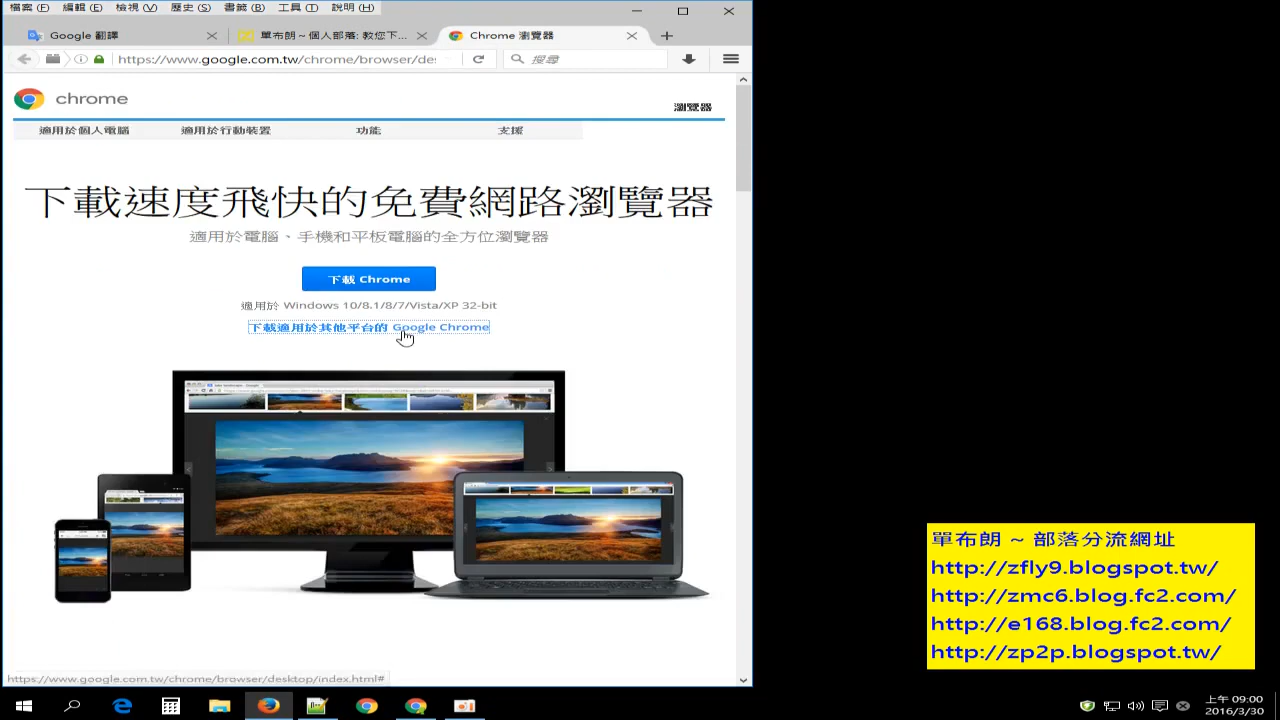 檔案 (F) 編輯 (E) 檢視 (V) 歷史 (S) 書籤 (B) 工具 (T) 說明 (H)
Google 翻譯
單布朗～個人部落: 教您下...
Chrome 瀏覽器
https://www.google.com.tw/chrome/browser/de
搜尋
chrome
瀏覽器
適用於個人電腦 適用於行動裝置 功能 支援
下載速度飛快的免費網路瀏覽器
適用於電腦、手機和平板電腦的全方位瀏覽器
下載 Chrome
適用於 Windows 10/8.1/8/7/Vista/XP 32-bit
下載適用於其他平台的 Google Chrome
單布朗 ~ 部落分流網址
http://zfly9.blogspot.tw/
http://zmc6.blog.fc2.com/
http://e168.blog.fc2.com/
http://zp2p.blogspot.tw/
https://www.google.com.tw/chrome/browser/desktop/index.html#
上午 09:00
2016/3/30